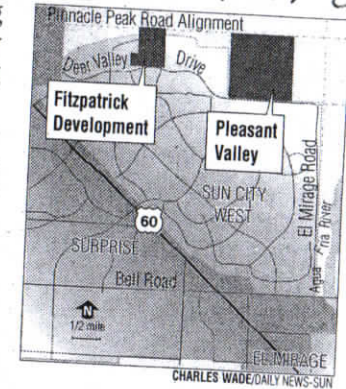 Pinnacle Peak Road Alignment
Deer Valley Drive
Fitzpatrick
Development
Pleasant
Valley
SUN CITY
WEST
El Mirage Road
Agua Fria River
60
SURPRISE
Bell Road
N
1/2 mile
EL MIRAGE
CHARLES WADE/DAILY NEWS-SUN